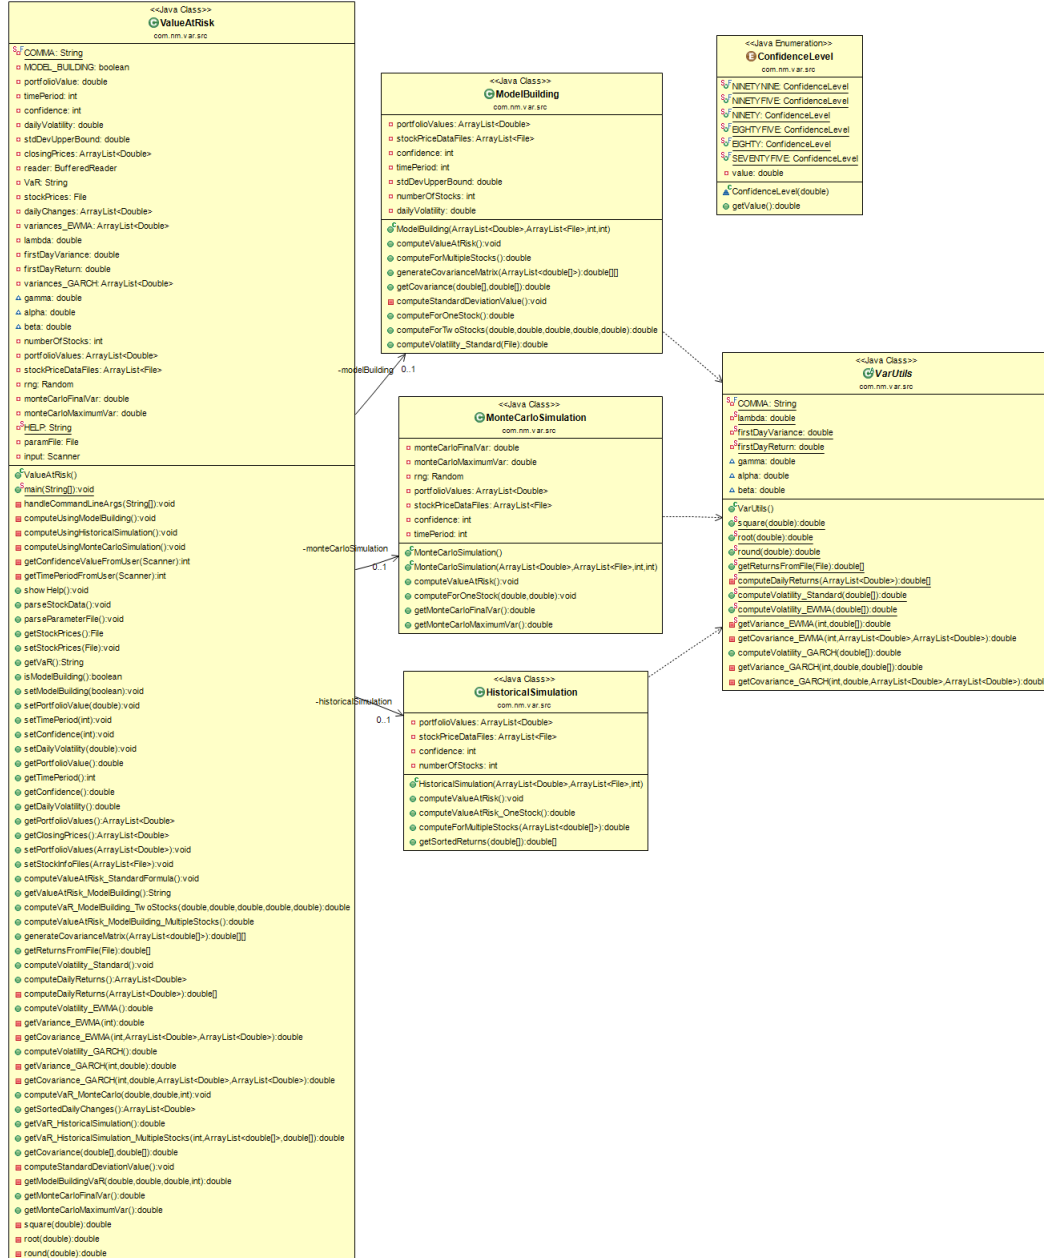 <<Java Class>>
ValueAtRisk
com.nm.var.src
COMMA: String
MODEL_BUILDING: boolean
portfolioValue: double
timePeriod: int
confidence: int
dailyVolatility: double
stdDevUpperBound: double
closingPrices: ArrayList<Double>
reader: BufferedReader
VaR: String
stockPrices: File
dailyChanges: ArrayList<Double>
variances_EWMA: ArrayList<Double>
lambda: double
firstDayVariance: double
firstDayReturn: double
variances_GARCH: ArrayList<Double>
gamma: double
alpha: double
beta: double
numberOfStocks: int
portfolioValues: ArrayList<Double>
stockPriceDataFiles: ArrayList<File>
rng: Random
monteCarloFinalVar: double
monteCarloMaximumVar: double
HELP: String
paramFile: File
input: Scanner
ValueAtRisk()
main(String[]):void
handleCommandLineArgs(String[]):void
computeUsingModelBuilding():void
computeUsingHistoricalSimulation():void
computeUsingMonteCarloSimulation():void
getConfidenceValueFromUser(Scanner):int
getTimePeriodFromUser(Scanner):int
showHelp():void
parseStockData():void
parseParameterFile():void
getStockPrices():File
setStockPrices(File):void
getVaR():String
isModelBuilding():boolean
setModelBuilding(boolean):void
setPortfolioValue(double):void
setTimePeriod(int):void
setConfidence(int):void
setDailyVolatility(double):void
getPortfolioValue():double
getTimePeriod():int
getConfidence():double
getDailyVolatility():double
getPortfolioValues():ArrayList<Double>
getClosingPrices():ArrayList<Double>
setPortfolioValues(ArrayList<Double>):void
setStockInfoFiles(ArrayList<File>):void
computeValueAtRisk_StandardFormula():void
getValueAtRisk_ModelBuilding():String
computeVaR_ModelBuilding_TwoStocks(double,double,double,double,double):double
computeValueAtRisk_ModelBuilding_MultipleStocks():double
generateCovarianceMatrix(ArrayList<double[]>):double[][]
getReturnsFromFile(File):double[]
computeVolatility_Standard():void
computeDailyReturns():ArrayList<Double>
computeDailyReturns(ArrayList<Double>):double[]
computeVolatility_EWMA():double
getVariance_EWMA(int):double
getCovariance_EWMA(int,ArrayList<Double>,ArrayList<Double>):double
computeVolatility_GARCH():double
getVariance_GARCH(int,double):double
getCovariance_GARCH(int,double,ArrayList<Double>,ArrayList<Double>):double
computeVaR_MonteCarlo(double,double,int):void
getSortedDailyChanges():ArrayList<Double>
getVaR_HistoricalSimulation():double
getVaR_HistoricalSimulation_MultipleStocks(int,ArrayList<double[]>,double[]):double
getCovariance(double[],double[]):double
computeStandardDeviationValue():void
getModelBuildingVaR(double,double,double,int):double
getMonteCarloFinalVar():double
getMonteCarloMaximumVar():double
square(double):double
root(double):double
round(double):double
-modelBuilding
0..1
-monteCarloSimulation
0..1
-historicalSimulation
0..1
<<Java Class>>
ModelBuilding
com.nm.var.src
portfolioValues: ArrayList<Double>
stockPriceDataFiles: ArrayList<File>
confidence: int
timePeriod: int
stdDevUpperBound: double
numberOfStocks: int
dailyVolatility: double
ModelBuilding(ArrayList<Double>,ArrayList<File>,int,int)
computeValueAtRisk():void
computeForMultipleStocks():double
generateCovarianceMatrix(ArrayList<double[]>):double[][]
getCovariance(double[],double[]):double
computeStandardDeviationValue():void
computeForOneStock():double
computeForTwoStocks(double,double,double,double,double):double
computeVolatility_Standard(File):double
<<Java Class>>
MonteCarloSimulation
com.nm.var.src
monteCarloFinalVar: double
monteCarloMaximumVar: double
rng: Random
portfolioValues: ArrayList<Double>
stockPriceDataFiles: ArrayList<File>
confidence: int
timePeriod: int
MonteCarloSimulation()
MonteCarloSimulation(ArrayList<Double>,ArrayList<File>,int,int)
computeValueAtRisk():void
computeForOneStock(double,double):void
getMonteCarloFinalVar():double
getMonteCarloMaximumVar():double
<<Java Class>>
HistoricalSimulation
com.nm.var.src
portfolioValues: ArrayList<Double>
stockPriceDataFiles: ArrayList<File>
confidence: int
numberOfStocks: int
HistoricalSimulation(ArrayList<Double>,ArrayList<File>,int)
computeValueAtRisk():void
computeValueAtRisk_OneStock():double
computeForMultipleStocks(ArrayList<double[]>):double
getSortedReturns(double[]):double[]
<<Java Enumeration>>
ConfidenceLevel
com.nm.var.src
NINETYNINE: ConfidenceLevel
NINETYFIVE: ConfidenceLevel
NINETY: ConfidenceLevel
EIGHTYFIVE: ConfidenceLevel
EIGHTY: ConfidenceLevel
SEVENTYFIVE: ConfidenceLevel
value: double
ConfidenceLevel(double)
getValue():double
<<Java Class>>
VarUtils
com.nm.var.src
COMMA: String
lambda: double
firstDayVariance: double
firstDayReturn: double
gamma: double
alpha: double
beta: double
VarUtils()
square(double):double
root(double):double
round(double):double
getReturnsFromFile(File):double[]
computeDailyReturns(ArrayList<Double>):double[]
computeVolatility_Standard(double[]):double
computeVolatility_EWMA(double[]):double
getVariance_EWMA(int,double[]):double
getCovariance_EWMA(int,ArrayList<Double>,ArrayList<Double>):double
computeVolatility_GARCH(double[]):double
getVariance_GARCH(int,double,double[]):double
getCovariance_GARCH(int,double,ArrayList<Double>,ArrayList<Double>):doubl